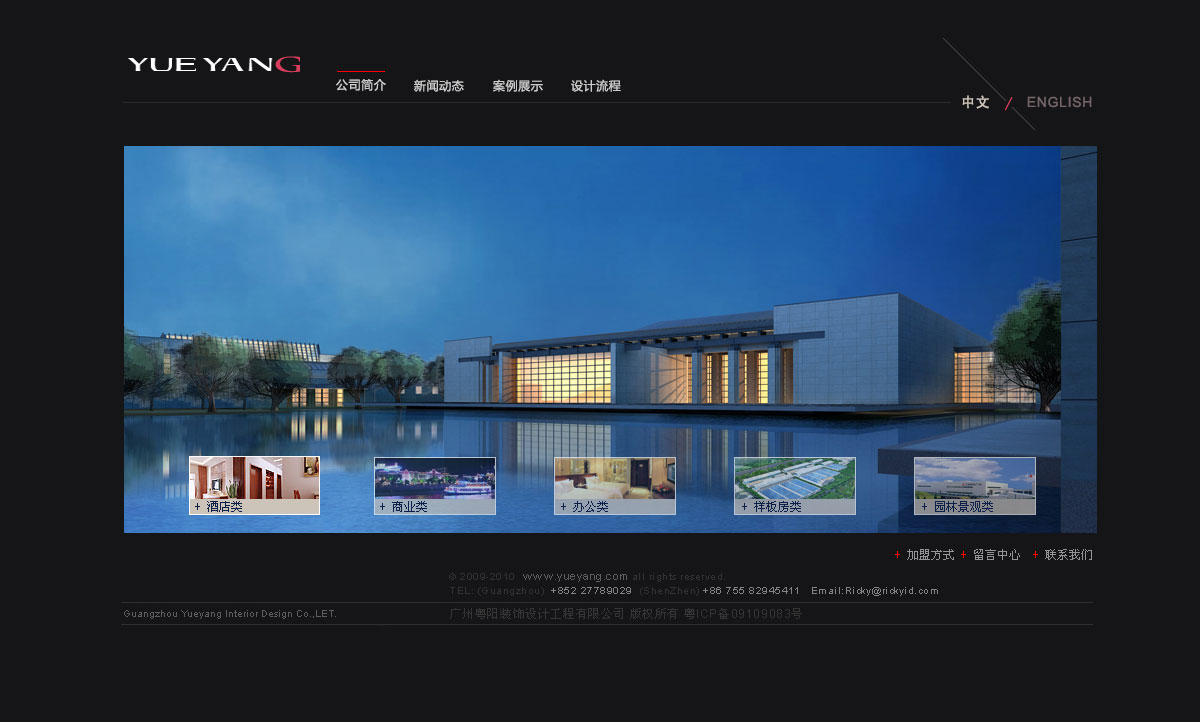 YUEYANG
公司简介 新闻动态 案例展示 设计流程
中文 / ENGLISH
+ 酒店类 + 商业类 + 办公类 + 样板房类 + 园林景观类
+ 加盟方式 + 留言中心 + 联系我们
© 2009-2010 www.yueyang.com all rights reserved.
TEL: (Guangzhou) +852 27789029 (ShenZhen) +86 755 82945411 Email:Ricky@rickyid.com
Guangzhou Yueyang Interior Design Co.,LET. 广州粤阳装饰设计工程有限公司 版权所有 粤ICP备09109083号